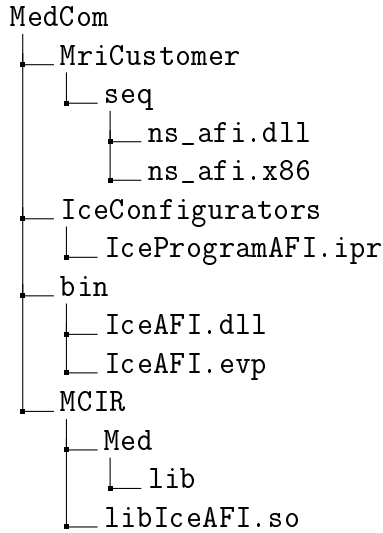 MedCom
MriCustomer
seq
ns_afi.dll
ns_afi.x86
IceConfigurators
IceProgramAFI.ipr
bin
IceAFI.dll
IceAFI.evp
MCIR
Med
lib
libIceAFI.so